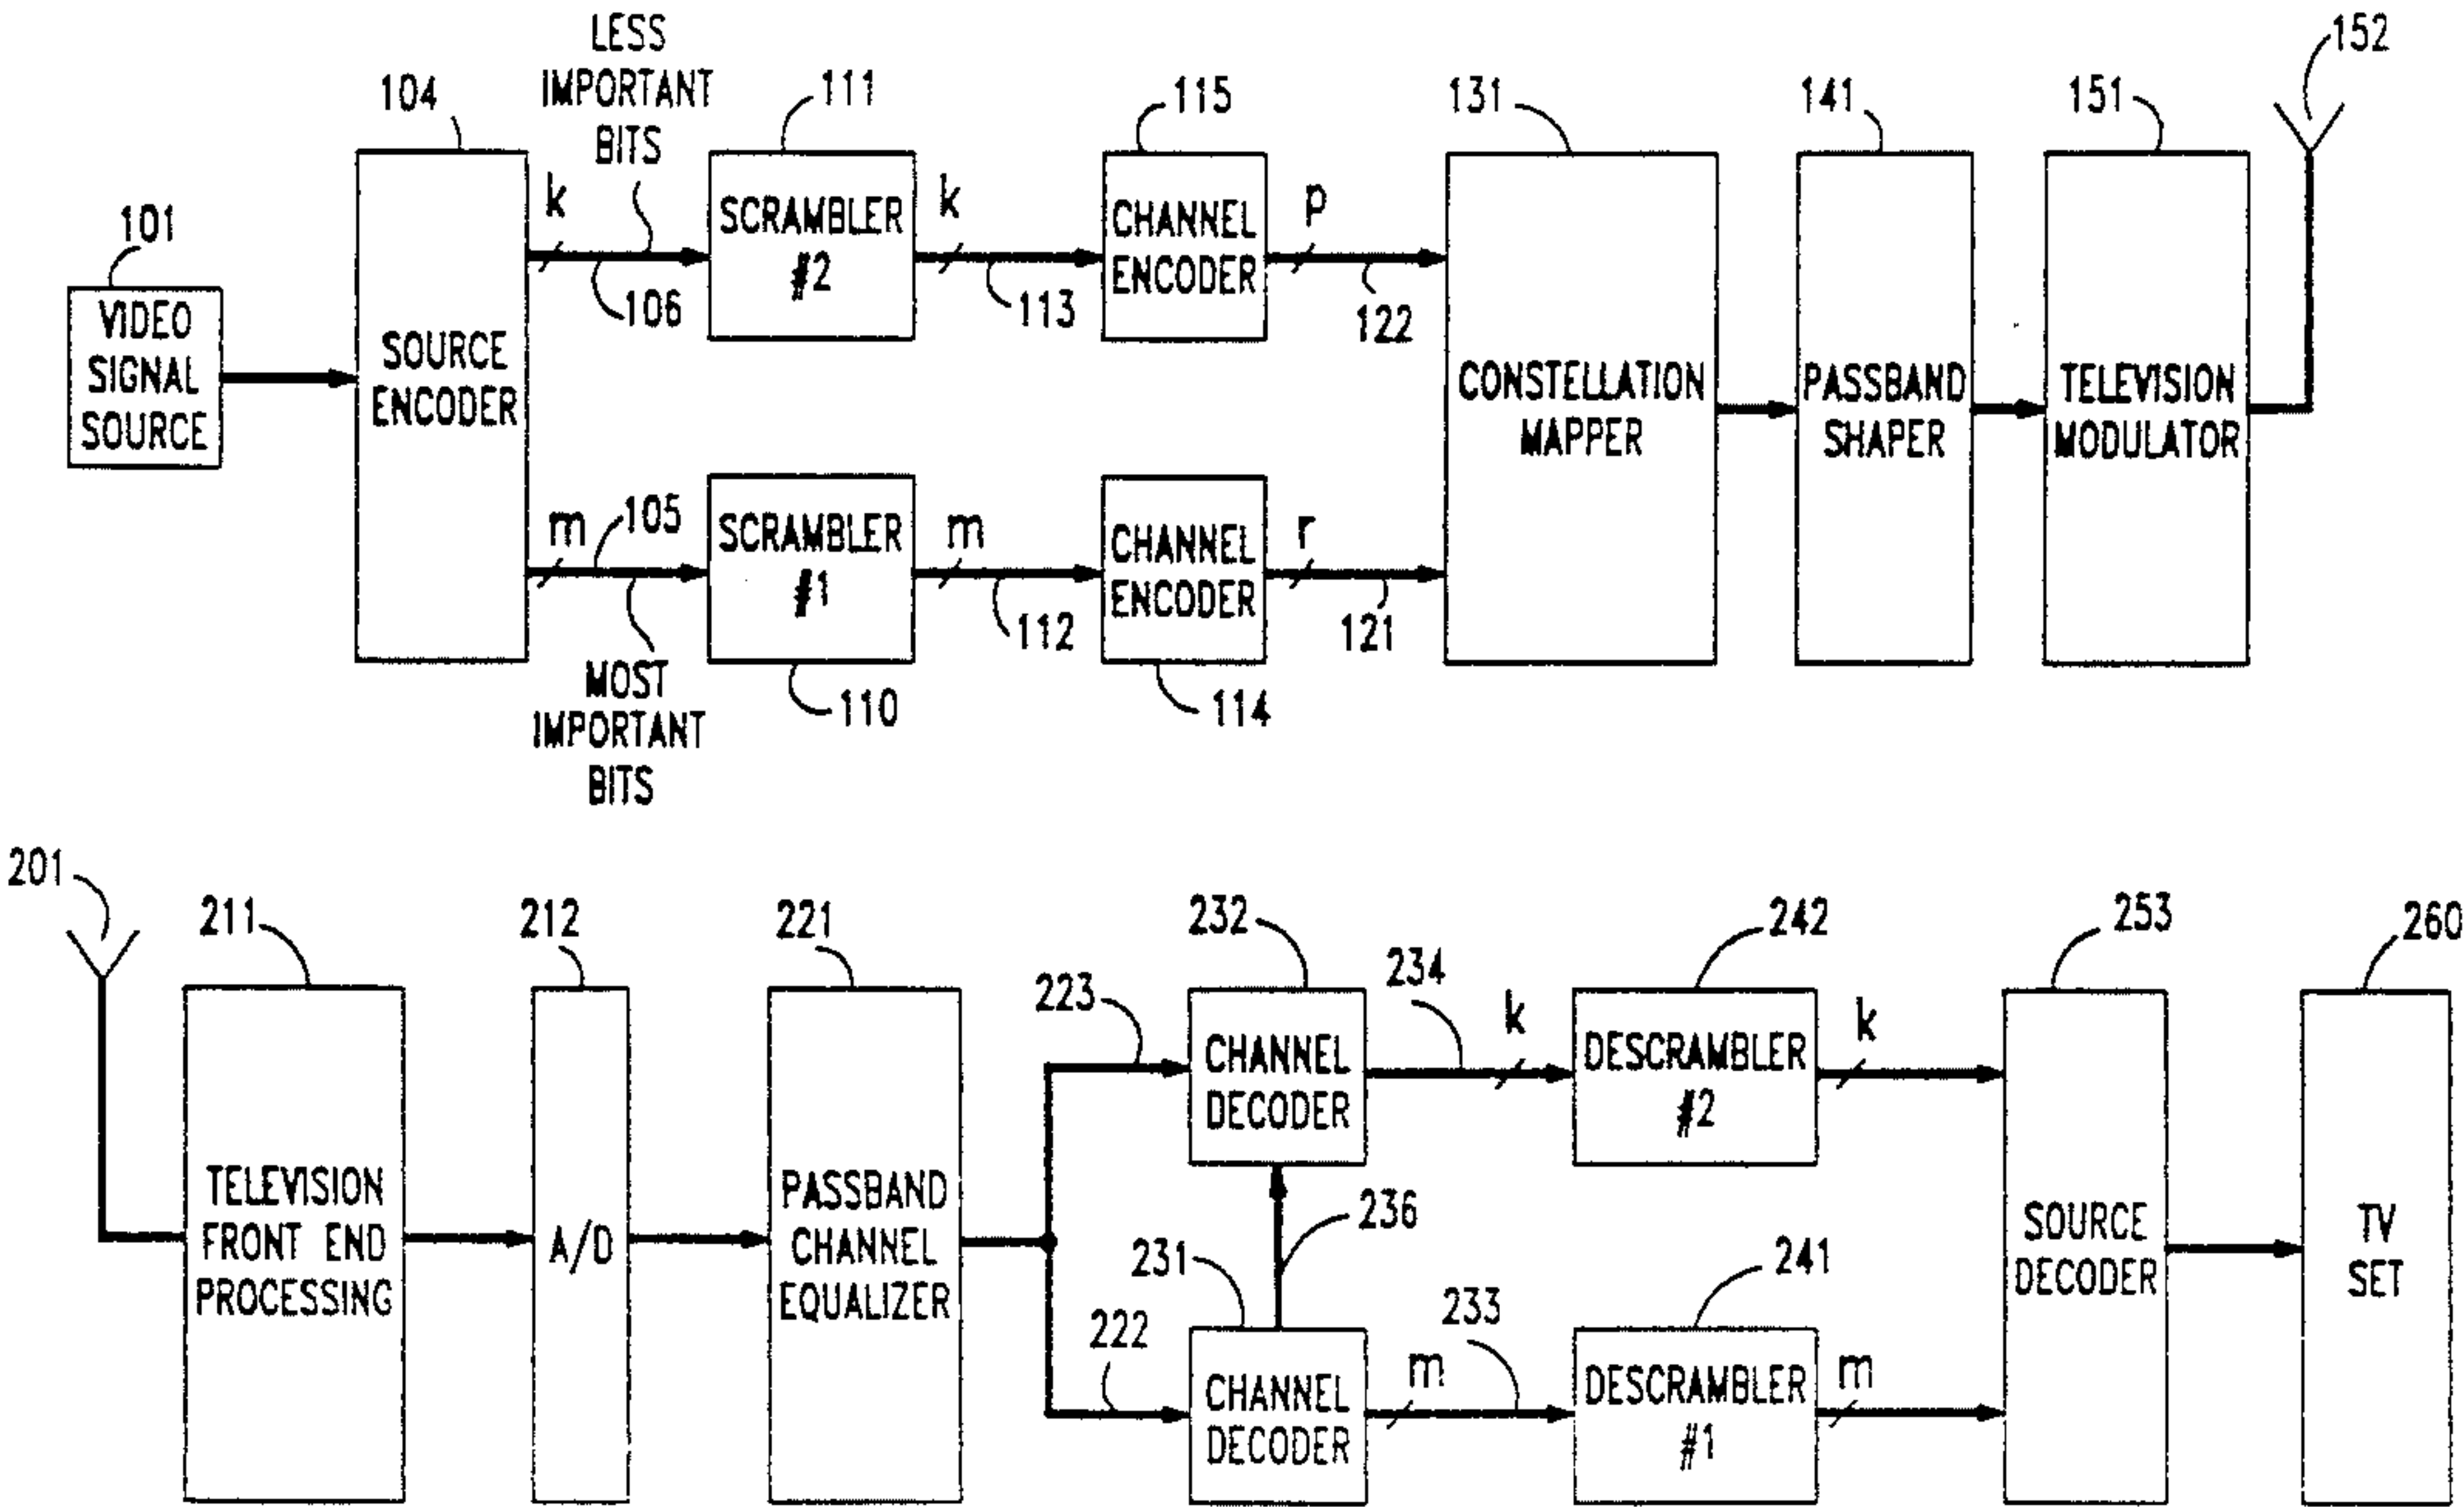 LESS
IMPORTANT
BITS
104
111
115
131
141
151
152
101
VIDEO
SIGNAL
SOURCE
SOURCE
ENCODER
k
106
SCRAMBLER
#2
k
113
CHANNEL
ENCODER
p
122
CONSTELLATION
MAPPER
PASSBAND
SHAPER
TELEVISION
MODULATOR
m
105
SCRAMBLER
#1
m
112
CHANNEL
ENCODER
r
121
MOST
IMPORTANT
BITS
110
114
201
211
212
221
232
242
253
260
TELEVISION
FRONT END
PROCESSING
A/D
PASSBAND
CHANNEL
EQUALIZER
223
CHANNEL
DECODER
234
k
DESCRAMBLER
#2
k
236
231
222
CHANNEL
DECODER
233
m
241
DESCRAMBLER
#1
m
SOURCE
DECODER
TV
SET